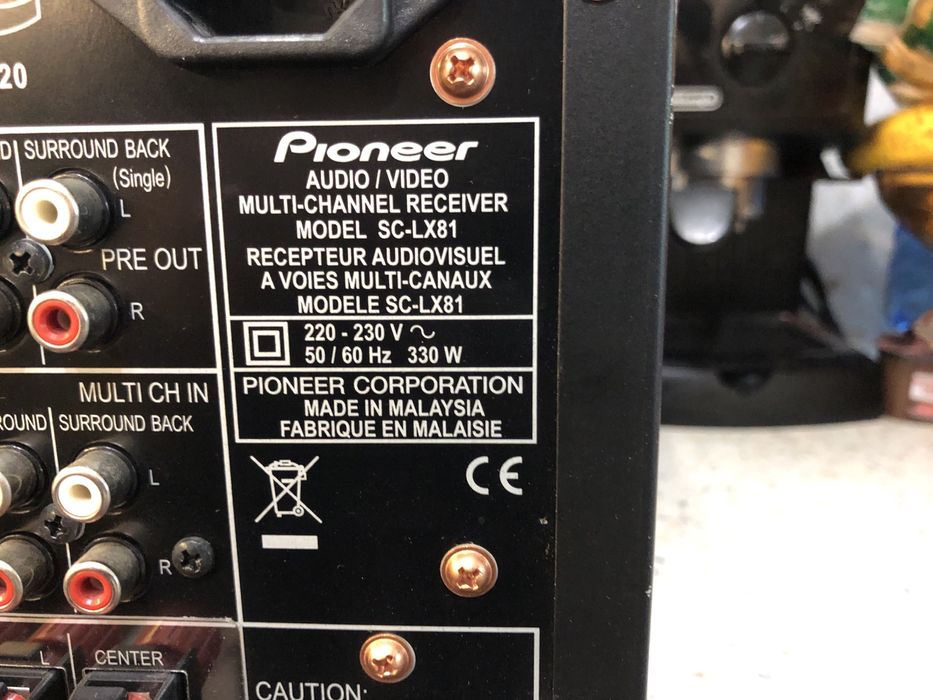 20
SURROUND BACK
(Single)
L
PRE OUT
R
MULTI CH IN
ROUND
SURROUND BACK
L
R
L
CENTER
Pioneer
AUDIO / VIDEO
MULTI-CHANNEL RECEIVER
MODEL SC-LX81
RECEPTEUR AUDIOVISUEL
A VOIES MULTI-CANAUX
MODELE SC-LX81
220 - 230 V ~
50 / 60 Hz 330 W
PIONEER CORPORATION
MADE IN MALAYSIA
FABRIQUE EN MALAISIE
CE
CAUTION: